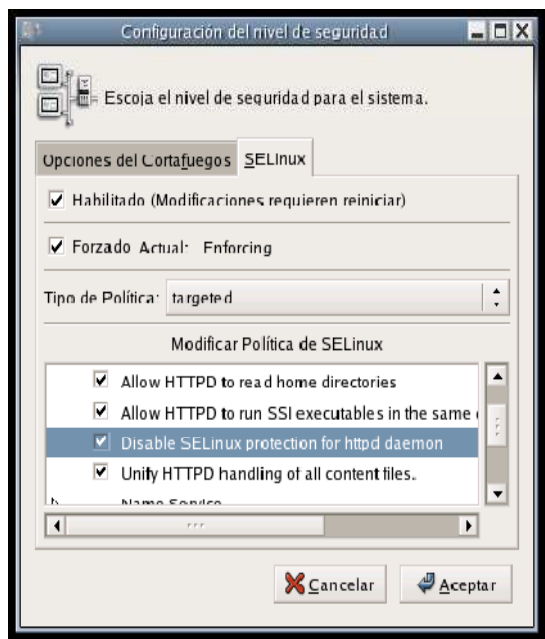 Configuración del nivel de seguridad
Escoja el nivel de seguridad para el sistema.
Opciones del Cortafuegos
SELinux
Habilitado (Modificaciones requieren reiniciar)
Forzado Actual: Enforcing
Tipo de Política: targeted
Modificar Política de SELinux
Allow HTTPD to read home directories
Allow HTTPD to run SSI executables in the same
Disable SELinux protection for httpd daemon
Unify HTTPD handling of all content files.
Name Service
Cancelar
Aceptar